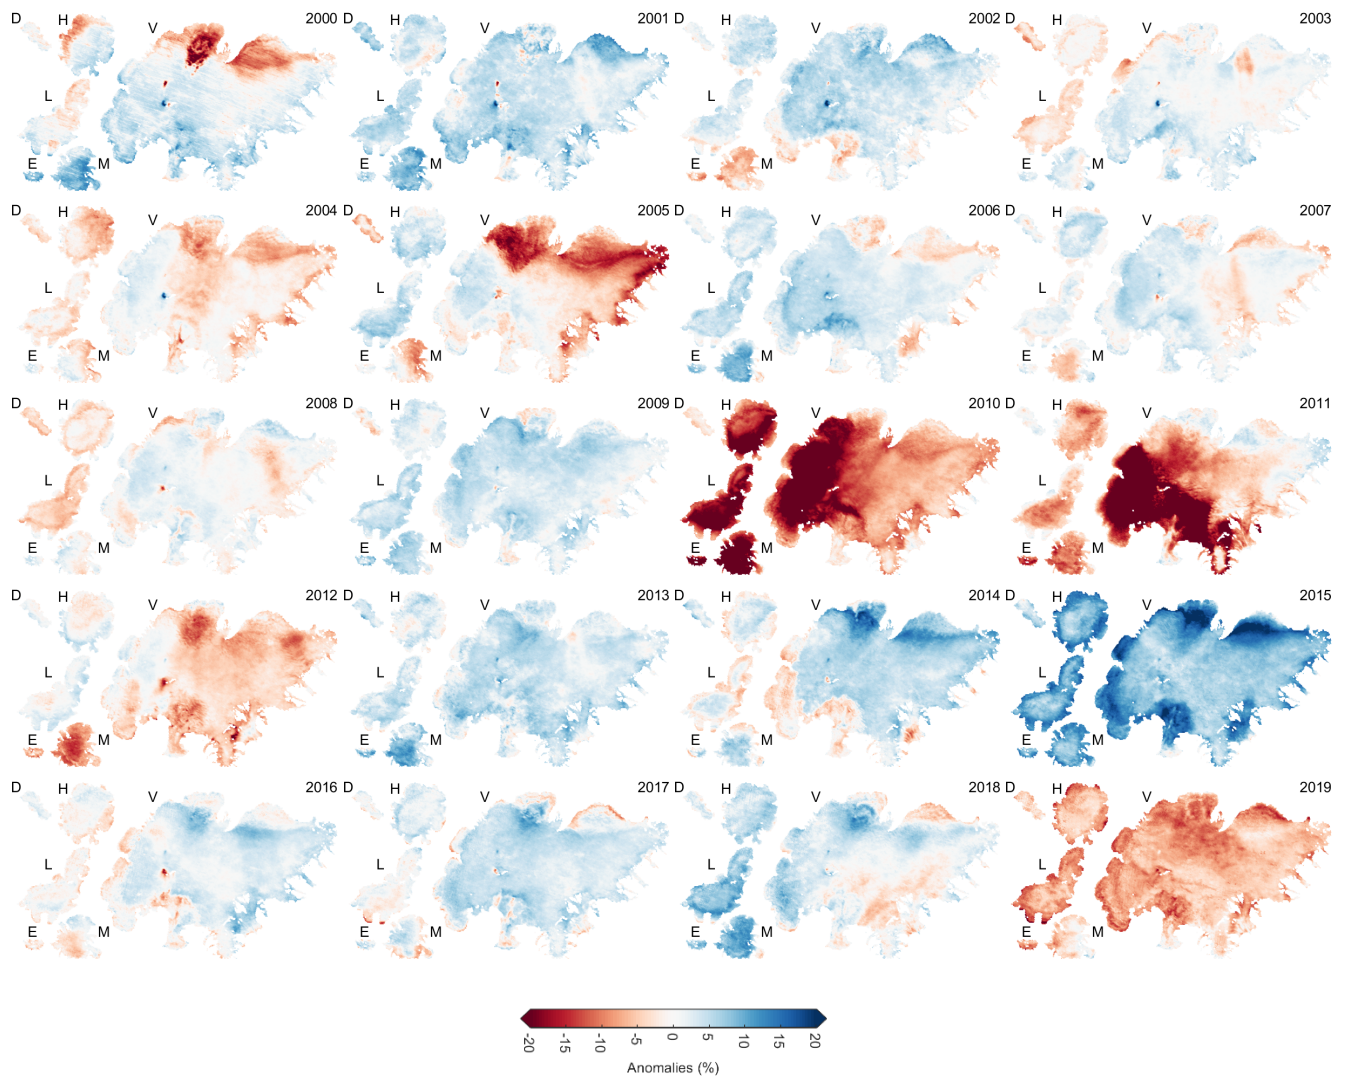 D H V 2000
L
E M
D H V 2001
L
E M
D H V 2002
L
E M
D H V 2003
L
E M
D H V 2004
L
E M
D H V 2005
L
E M
D H V 2006
L
E M
D H V 2007
L
E M
D H V 2008
L
E M
D H V 2009
L
E M
D H V 2010
L
E M
D H V 2011
L
E M
D H V 2012
L
E M
D H V 2013
L
E M
D H V 2014
L
E M
D H V 2015
L
E M
D H V 2016
L
E M
D H V 2017
L
E M
D H V 2018
L
E M
D H V 2019
L
E M
-20 -15 -10 -5 0 5 10 15 20
Anomalies (%)